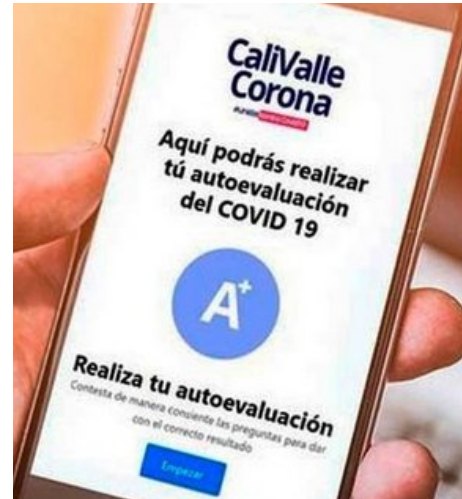 CaliValle
Corona
Aquí podrás realizar
tú autoevaluación
del COVID 19
A+
Realiza tu autoevaluación
Contesta de manera consiente las preguntas para dar
con el correcto resultado
Empezar